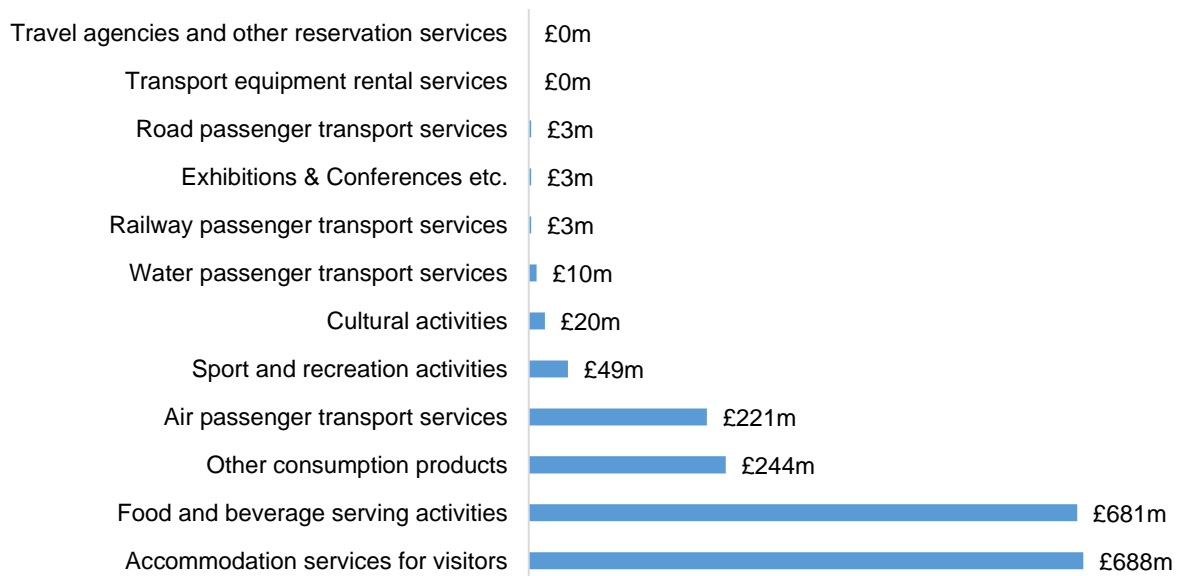 Travel agencies and other reservation services £0m
Transport equipment rental services £0m
Road passenger transport services £3m
Exhibitions & Conferences etc. £3m
Railway passenger transport services £3m
Water passenger transport services £10m
Cultural activities £20m
Sport and recreation activities £49m
Air passenger transport services £221m
Other consumption products £244m
Food and beverage serving activities £681m
Accommodation services for visitors £688m